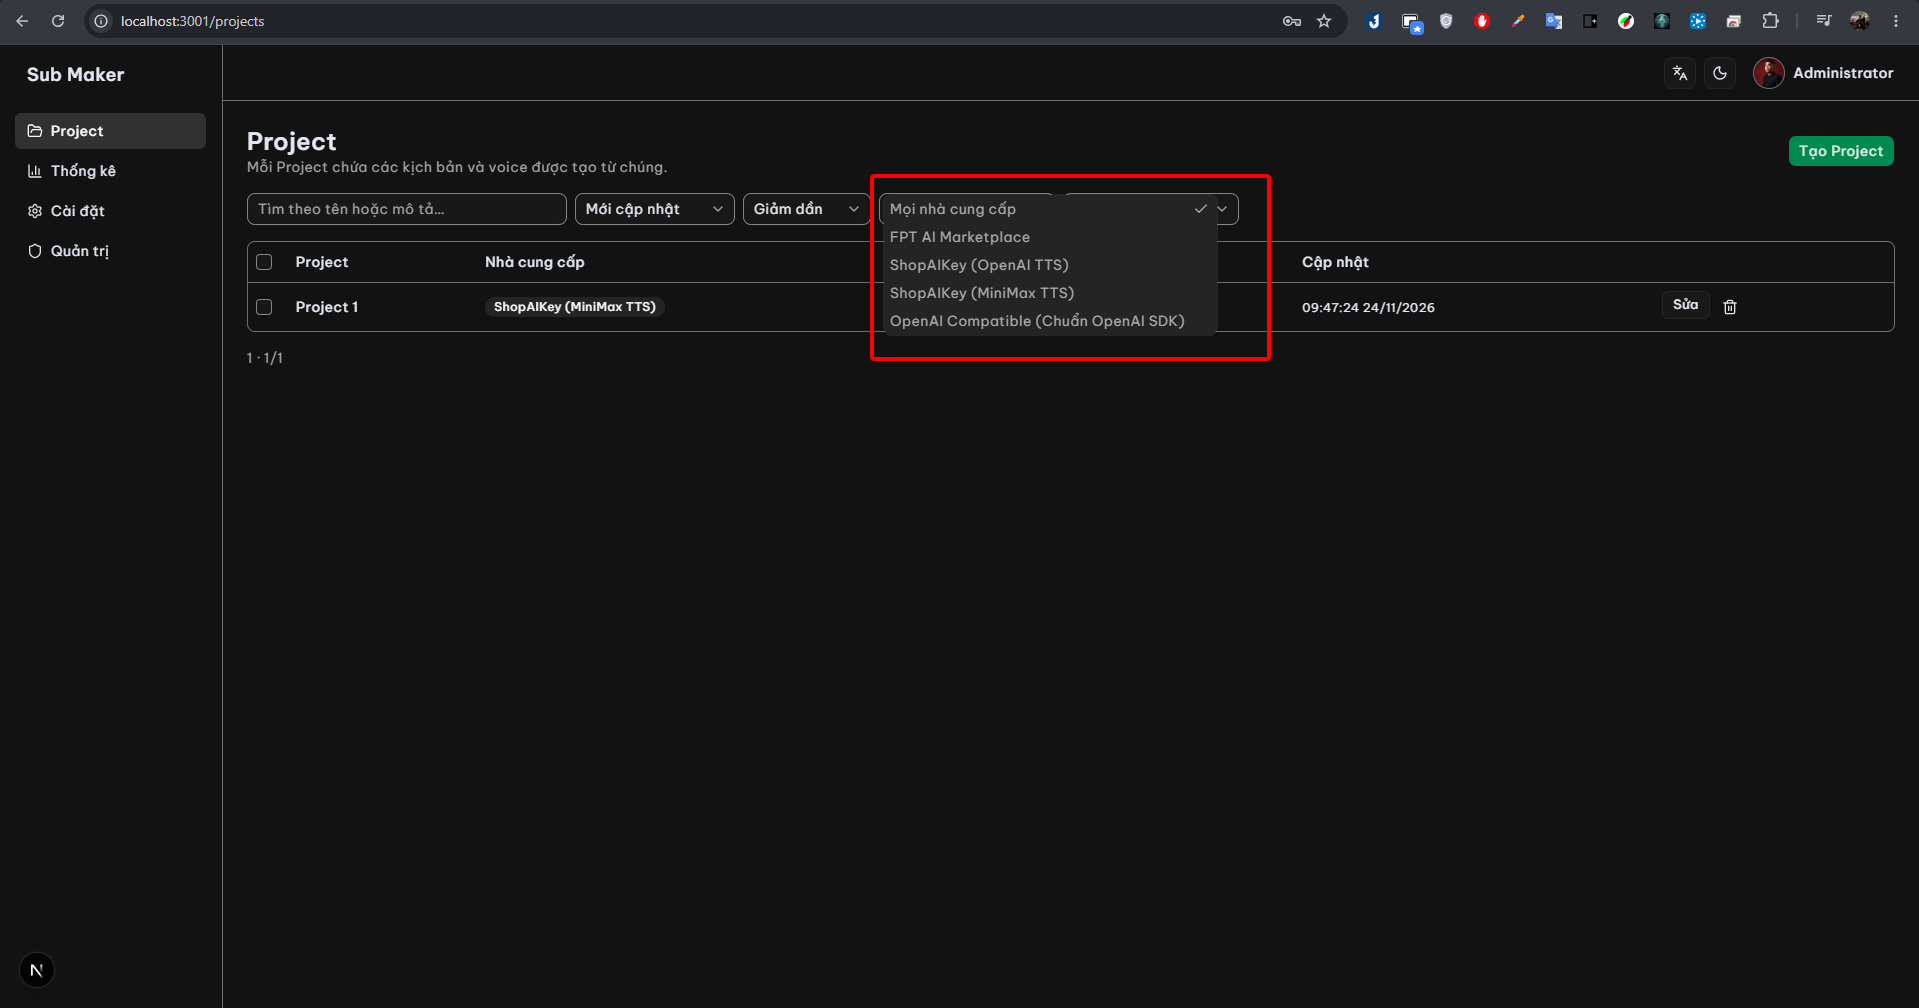 localhost:3001/projects
Sub Maker
Administrator
Project
Thống kê
Cài đặt
Quản trị
Project
Mỗi Project chứa các kịch bản và voice được tạo từ chúng.
Tạo Project
Tìm theo tên hoặc mô tả...
Mới cập nhật
Giảm dần
Mọi nhà cung cấp
FPT AI Marketplace
ShopAIKey (OpenAI TTS)
ShopAIKey (MiniMax TTS)
OpenAI Compatible (Chuẩn OpenAI SDK)
Project
Nhà cung cấp
Cập nhật
Project 1
ShopAIKey (MiniMax TTS)
09:47:24 24/11/2026
Sửa
1 · 1/1
N